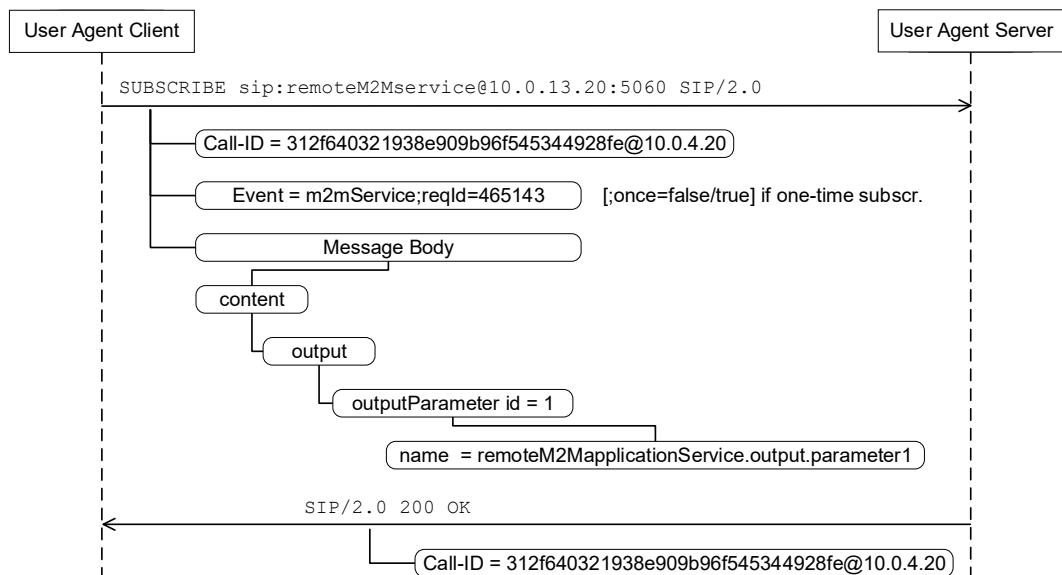 User Agent Client
User Agent Server
SUBSCRIBE sip:remoteM2Mservice@10.0.13.20:5060 SIP/2.0
Call-ID = 312f640321938e909b96f545344928fe@10.0.4.20
Event = m2mService;reqId=465143 [;once=false/true] if one-time subscr.
Message Body
content
output
outputParameter id = 1
name = remoteM2MapplicationService.output.parameter1
SIP/2.0 200 OK
Call-ID = 312f640321938e909b96f545344928fe@10.0.4.20